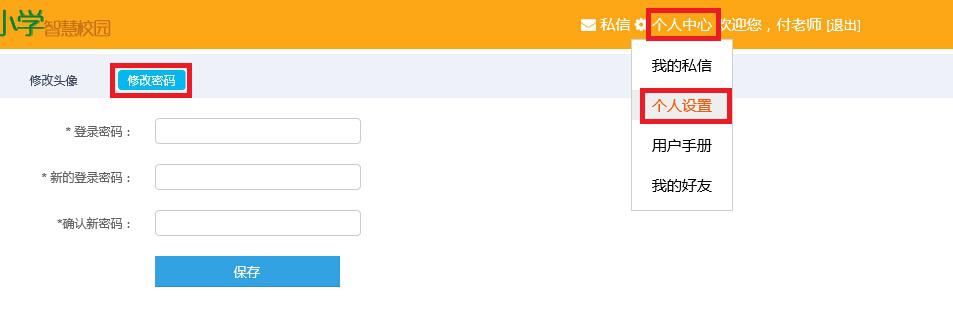 小学智慧校园
私信 个人中心 欢迎您，付老师 [退出]
我的私信
个人设置
用户手册
我的好友
修改头像 修改密码
* 登录密码：
* 新的登录密码：
*确认新密码：
保存